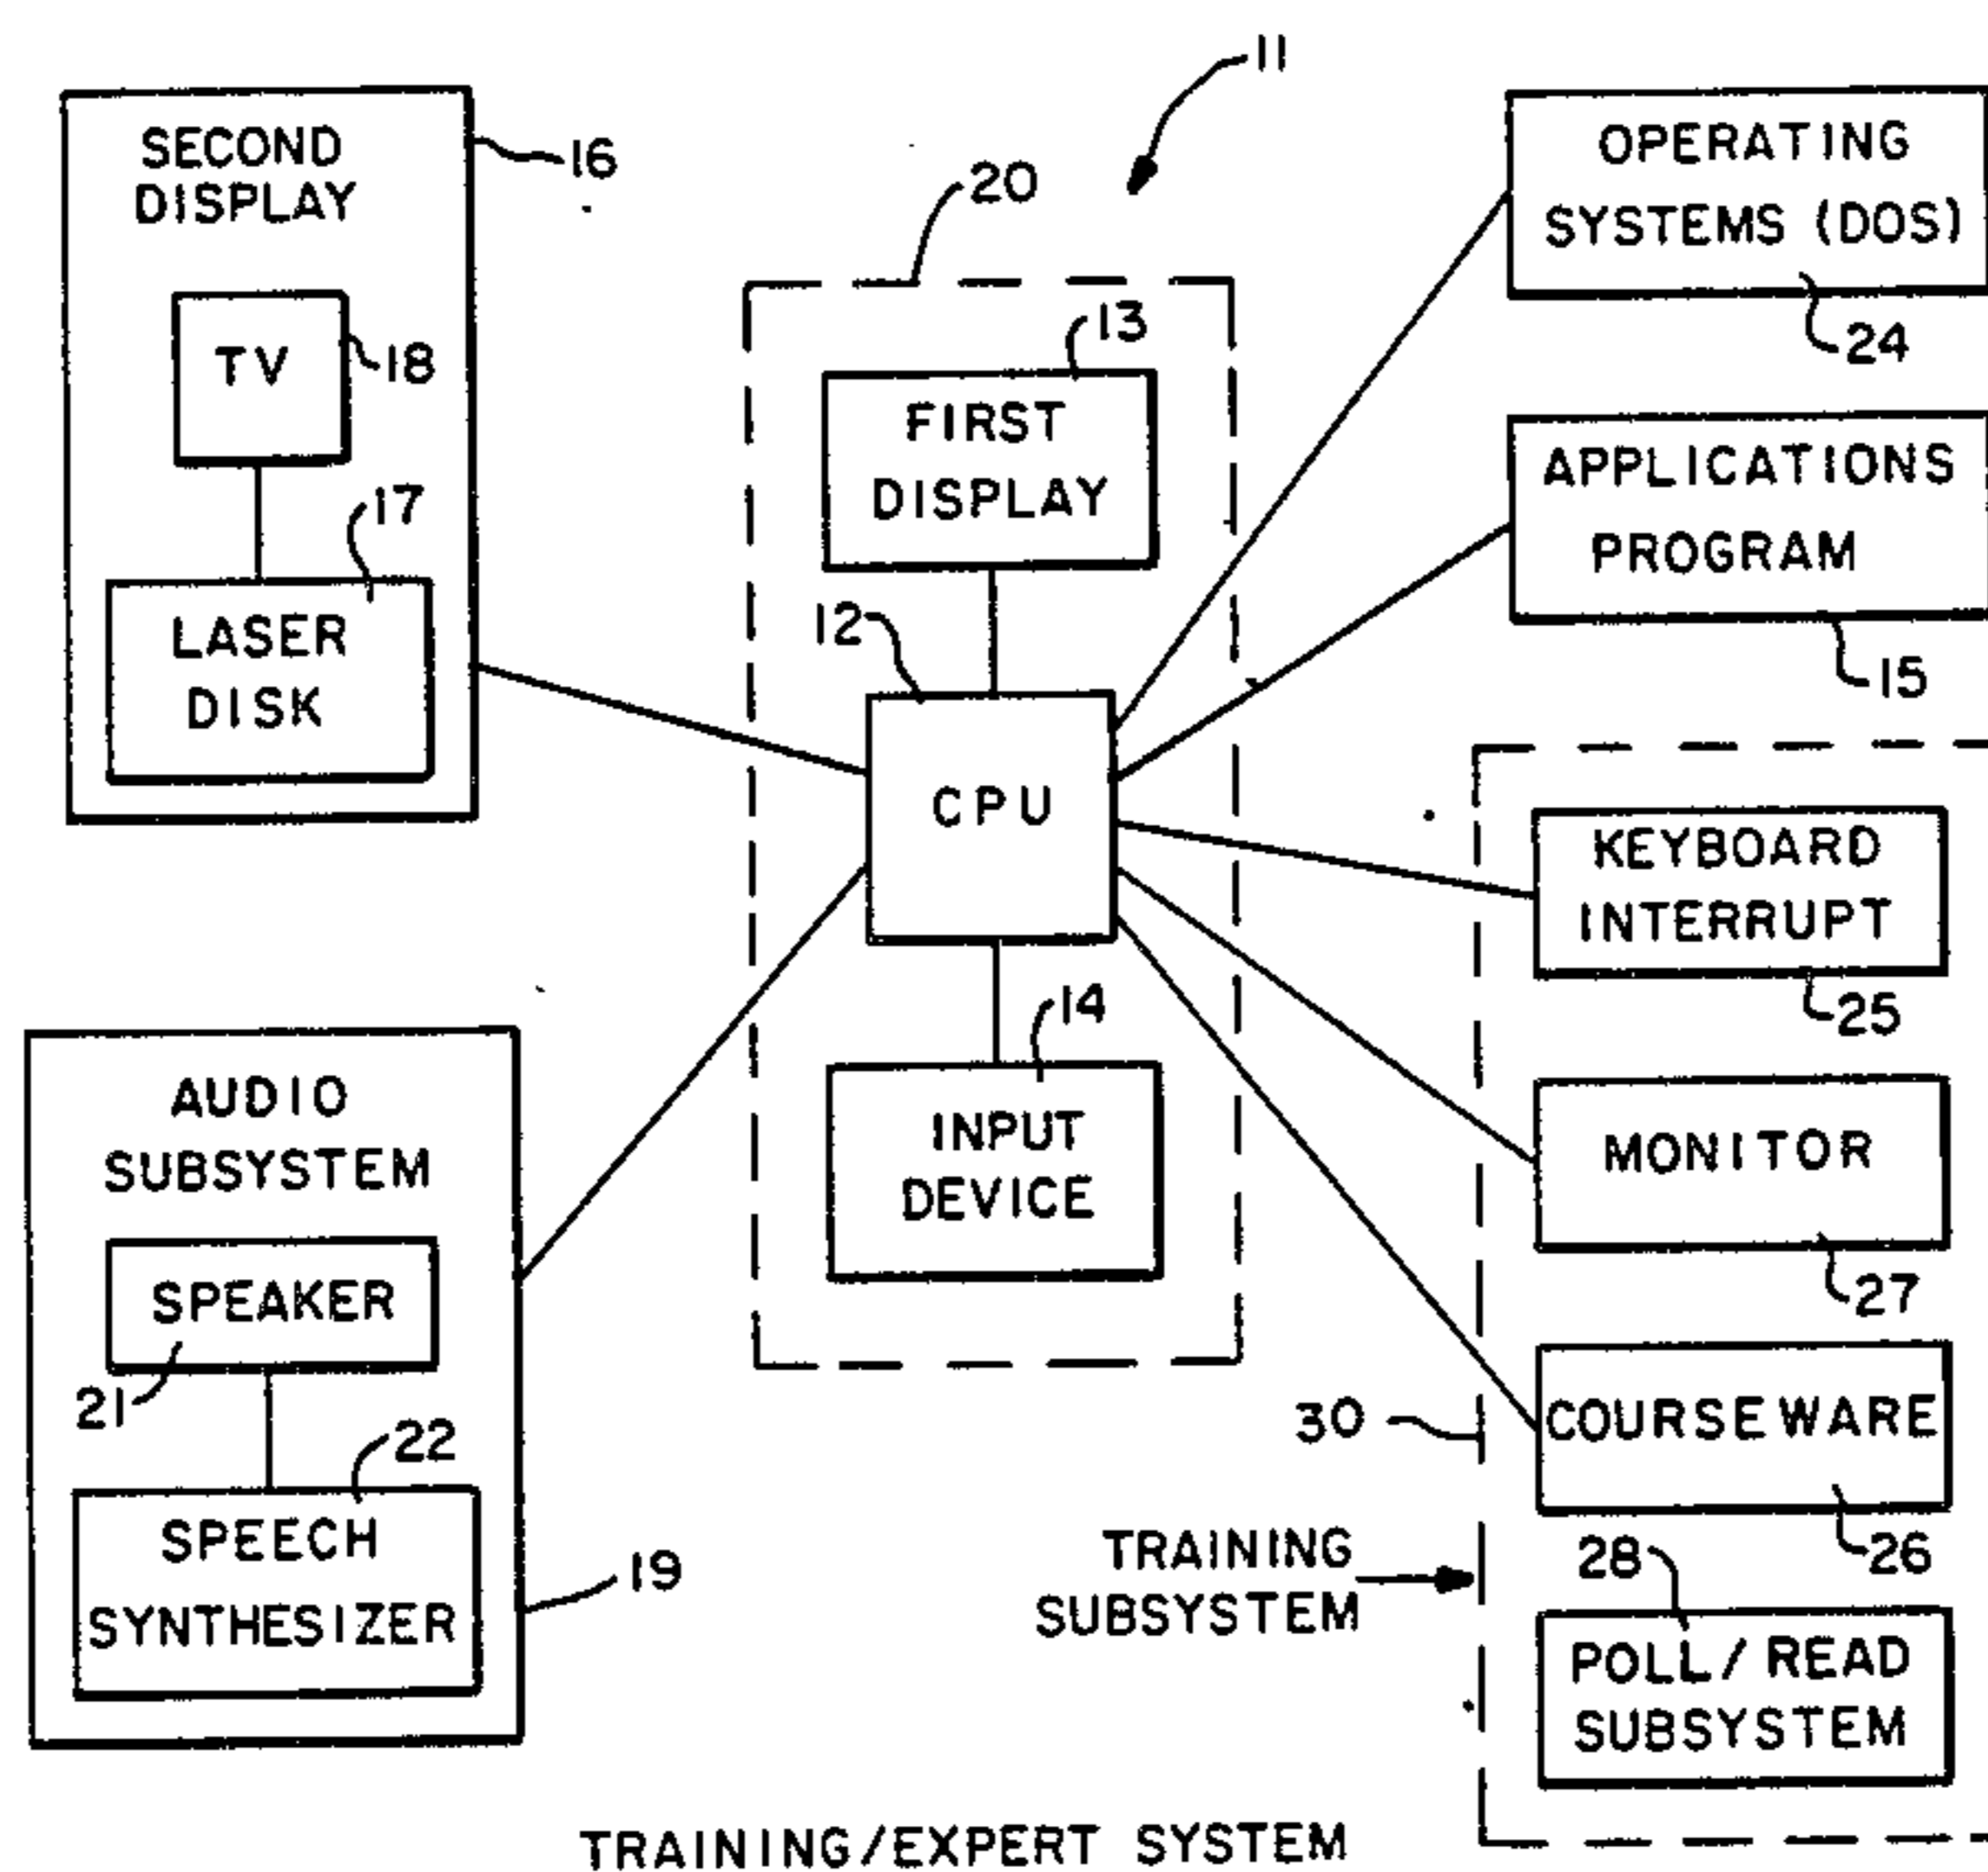 11
SECOND
DISPLAY
16
TV
18
17
LASER
DISK
20
13
FIRST
DISPLAY
12
CPU
14
INPUT
DEVICE
OPERATING
SYSTEMS (DOS)
24
APPLICATIONS
PROGRAM
15
KEYBOARD
INTERRUPT
25
MONITOR
27
30
COURSEWARE
26
TRAINING
SUBSYSTEM
28
POLL/READ
SUBSYSTEM
AUDIO
SUBSYSTEM
SPEAKER
21
22
SPEECH
SYNTHESIZER
19
TRAINING/EXPERT SYSTEM